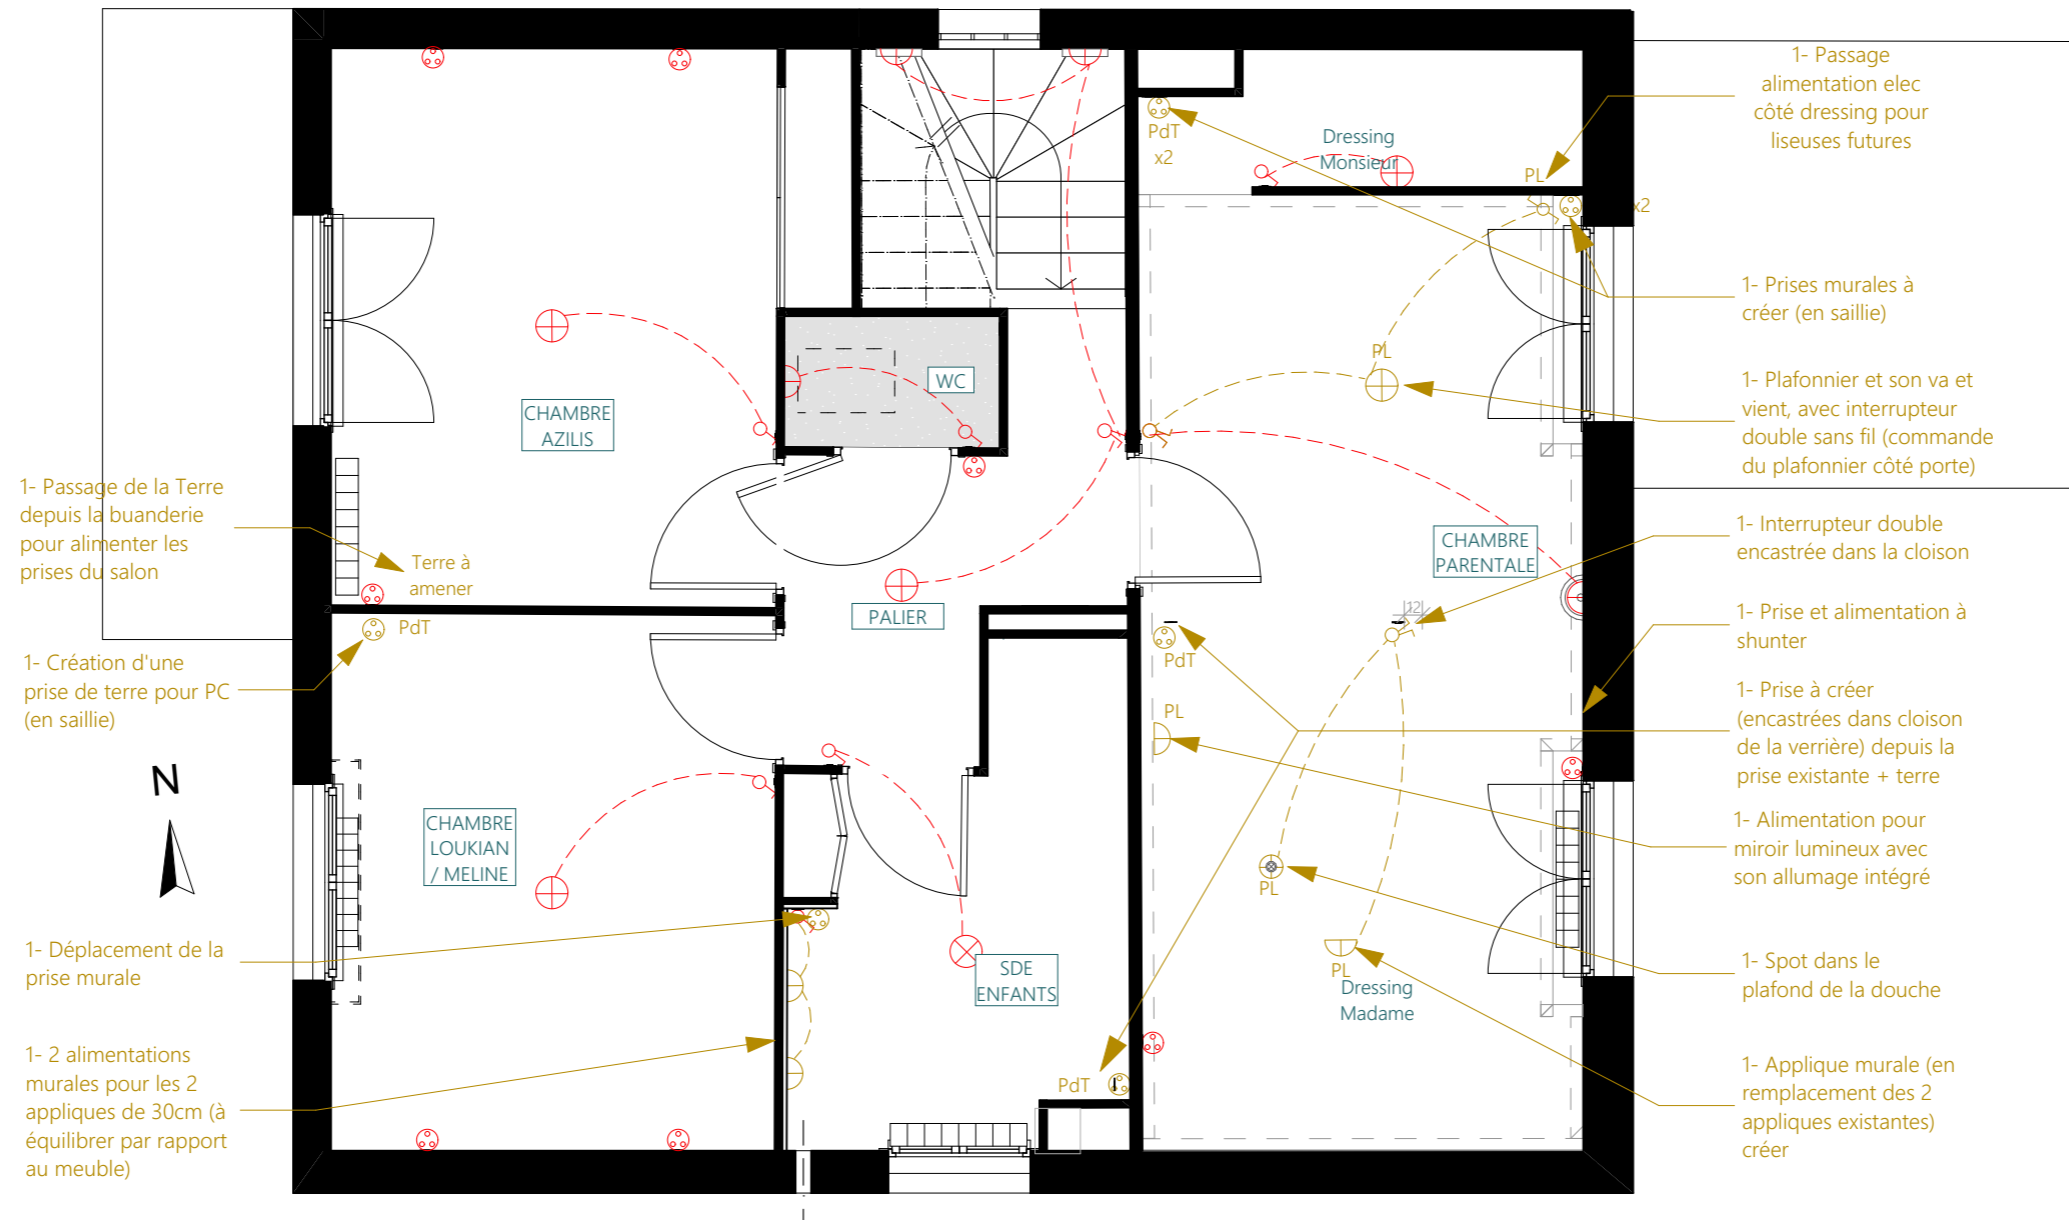 1- Passage de la Terre
depuis la buanderie
pour alimenter les
prises du salon
1- Création d'une
prise de terre pour PC
(en saillie)
N
1- Déplacement de la
prise murale
1- 2 alimentations
murales pour les 2
appliques de 30cm (à
équilibrer par rapport
au meuble)
CHAMBRE
AZILIS
Terre à
amener
PdT
CHAMBRE
LOUKIAN
/ MELINE
WC
PALIER
SDE
ENFANTS
PdT
PdT
x2
Dressing
Monsieur
PL
x2
PL
CHAMBRE
PARENTALE
12
PdT
PL
PL
PL
Dressing
Madame
1- Passage
alimentation elec
côté dressing pour
liseuses futures
1- Prises murales à
créer (en saillie)
1- Plafonnier et son va et
vient, avec interrupteur
double sans fil (commande
du plafonnier côté porte)
1- Interrupteur double
encastrée dans la cloison
1- Prise et alimentation à
shunter
1- Prise à créer
(encastrées dans cloison
de la verrière) depuis la
prise existante + terre
1- Alimentation pour
miroir lumineux avec
son allumage intégré
1- Spot dans le
plafond de la douche
1- Applique murale (en
remplacement des 2
appliques existantes)
créer